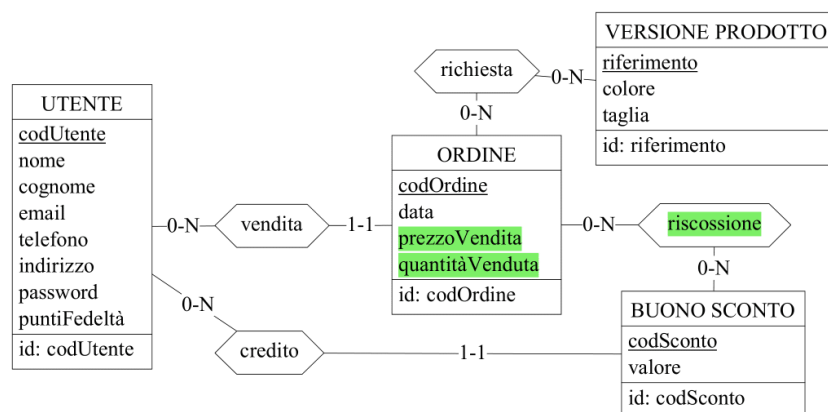 VERSIONE PRODOTTO
riferimento
colore
taglia
id: riferimento
richiesta
0-N
0-N
UTENTE
codUtente
nome
cognome
email
telefono
indirizzo
password
puntiFedeltà
id: codUtente
0-N
vendita
1-1
ORDINE
codOrdine
data
prezzoVendita
quantitàVenduta
id: codOrdine
0-N
riscossione
0-N
0-N
credito
1-1
BUONO SCONTO
codSconto
valore
id: codSconto